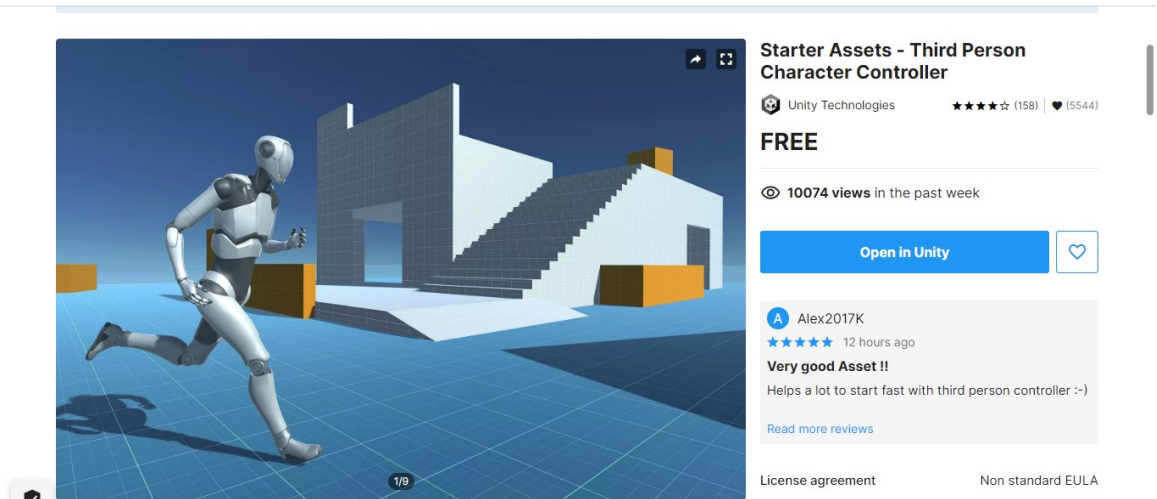 Starter Assets - Third Person
Character Controller
Unity Technologies ★★★★☆ (158) (5544)
FREE
10074 views in the past week
Open in Unity
A Alex2017K
★★★★★ 12 hours ago
Very good Asset !!
Helps a lot to start fast with third person controller :-)
Read more reviews
1/9
License agreement Non standard EULA